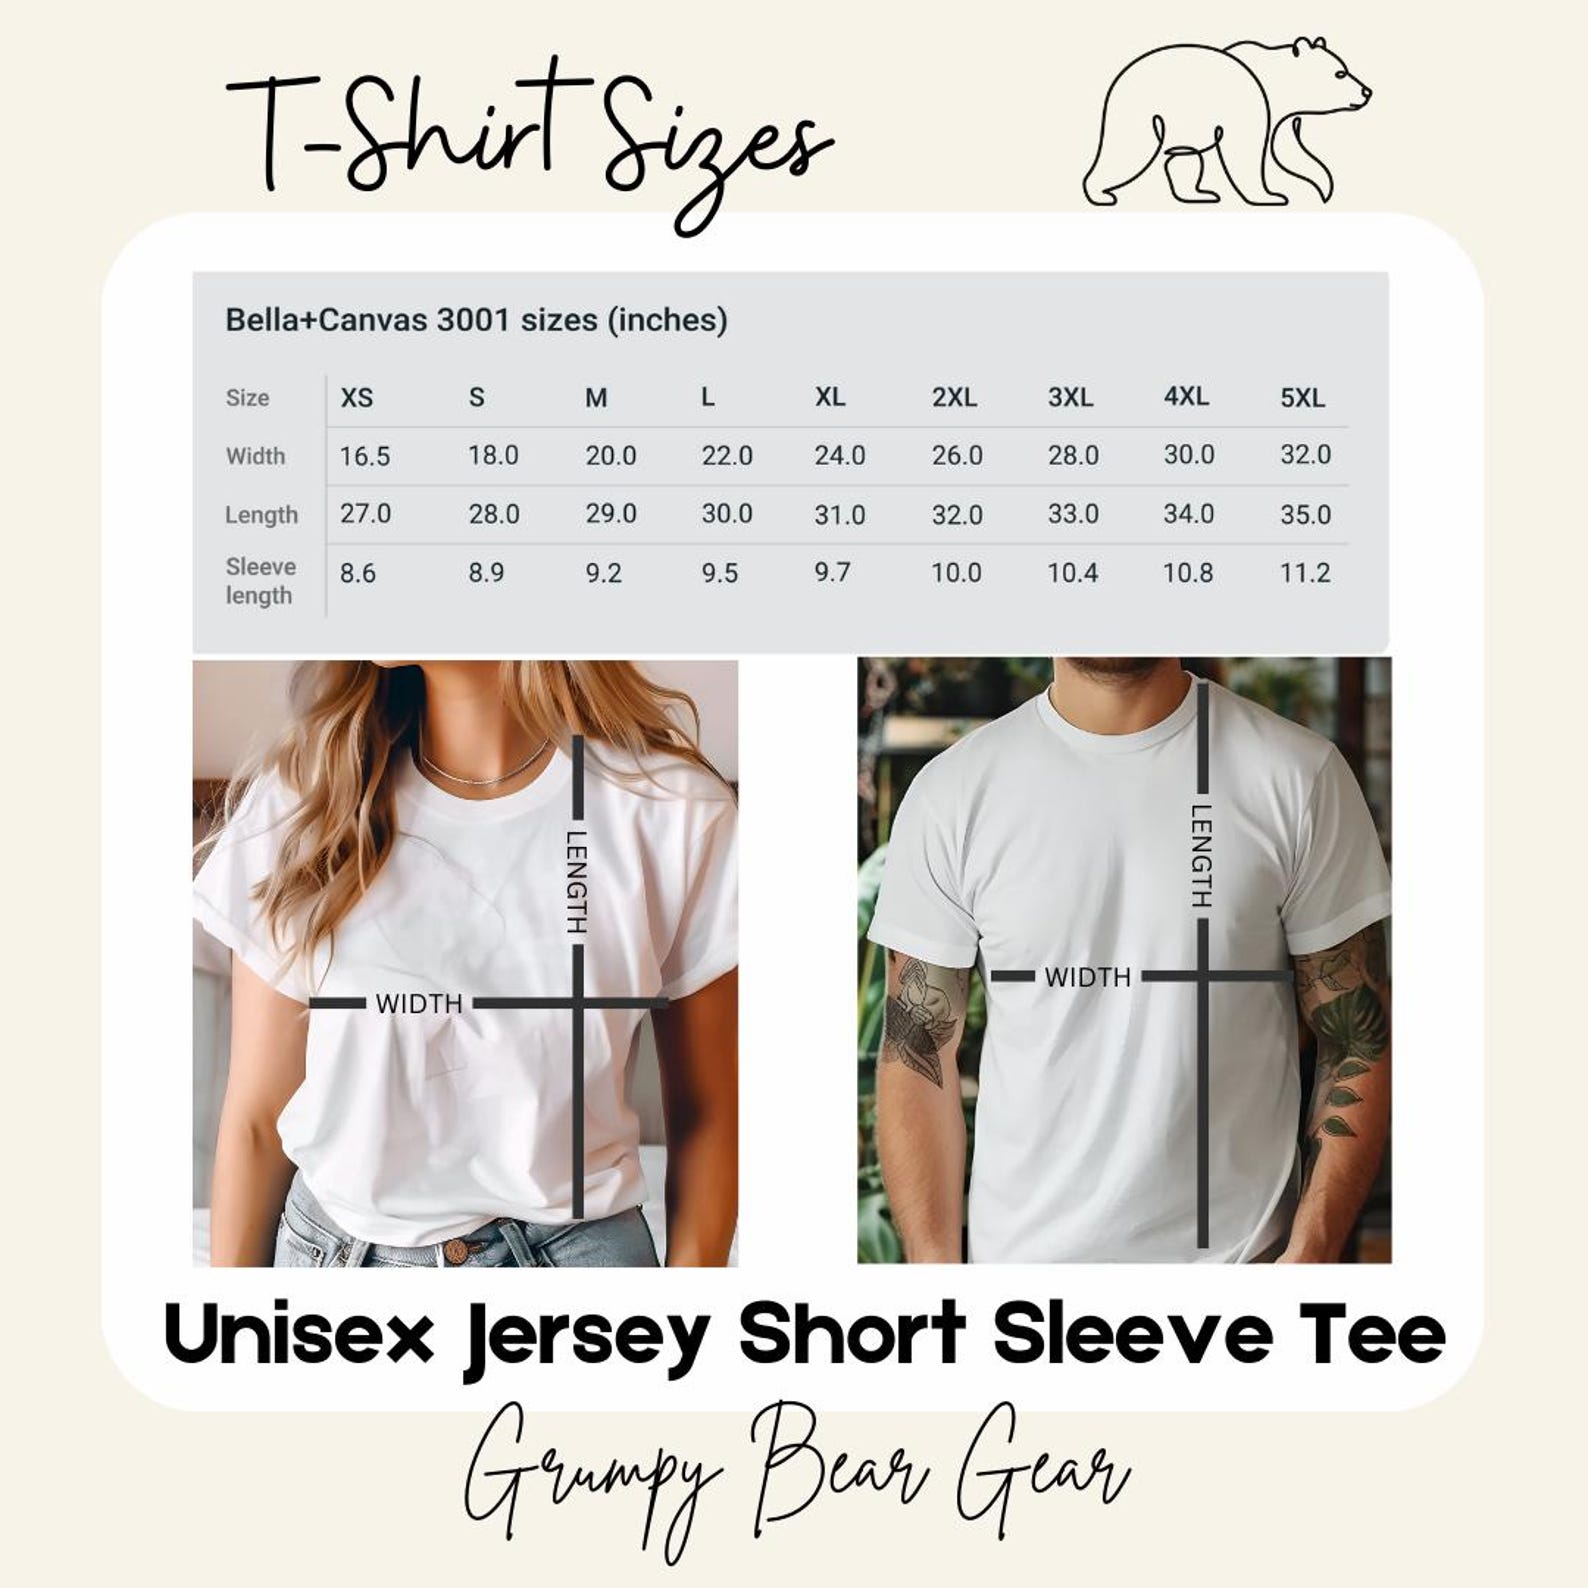 T-Shirt Sizes
Bella+Canvas 3001 sizes (inches)
Size XS S M L XL 2XL 3XL 4XL 5XL
Width 16.5 18.0 20.0 22.0 24.0 26.0 28.0 30.0 32.0
Length 27.0 28.0 29.0 30.0 31.0 32.0 33.0 34.0 35.0
Sleeve length 8.6 8.9 9.2 9.5 9.7 10.0 10.4 10.8 11.2
LENGTH
WIDTH
LENGTH
WIDTH
Unisex Jersey Short Sleeve Tee
Grumpy Bear Gear